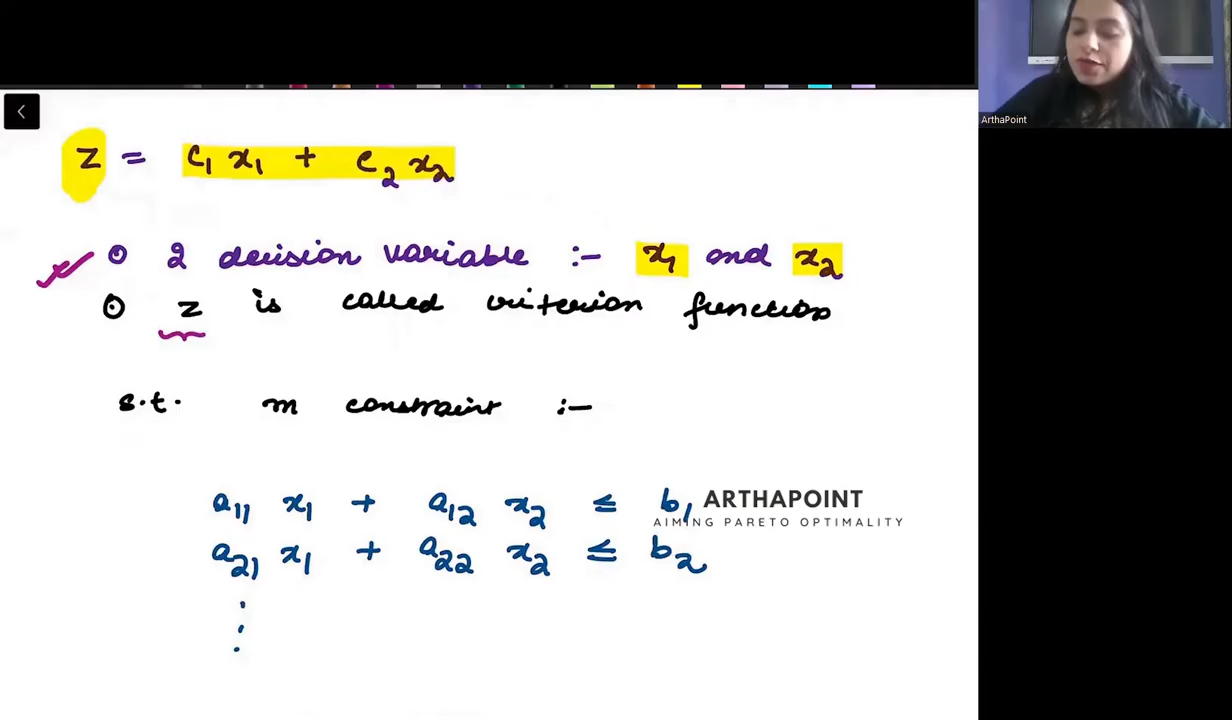 z = c₁ x₁ + c₂ x₂
⊙ 2 decision variable :- x₁ and x₂
⊙ z is called criterion function
s.t. m constraint :-
a₁₁ x₁ + a₁₂ x₂ ≤ b₁
a₂₁ x₁ + a₂₂ x₂ ≤ b₂
⋮
ARTHAPOINT
AIMING PARETO OPTIMALITY
ArthaPoint